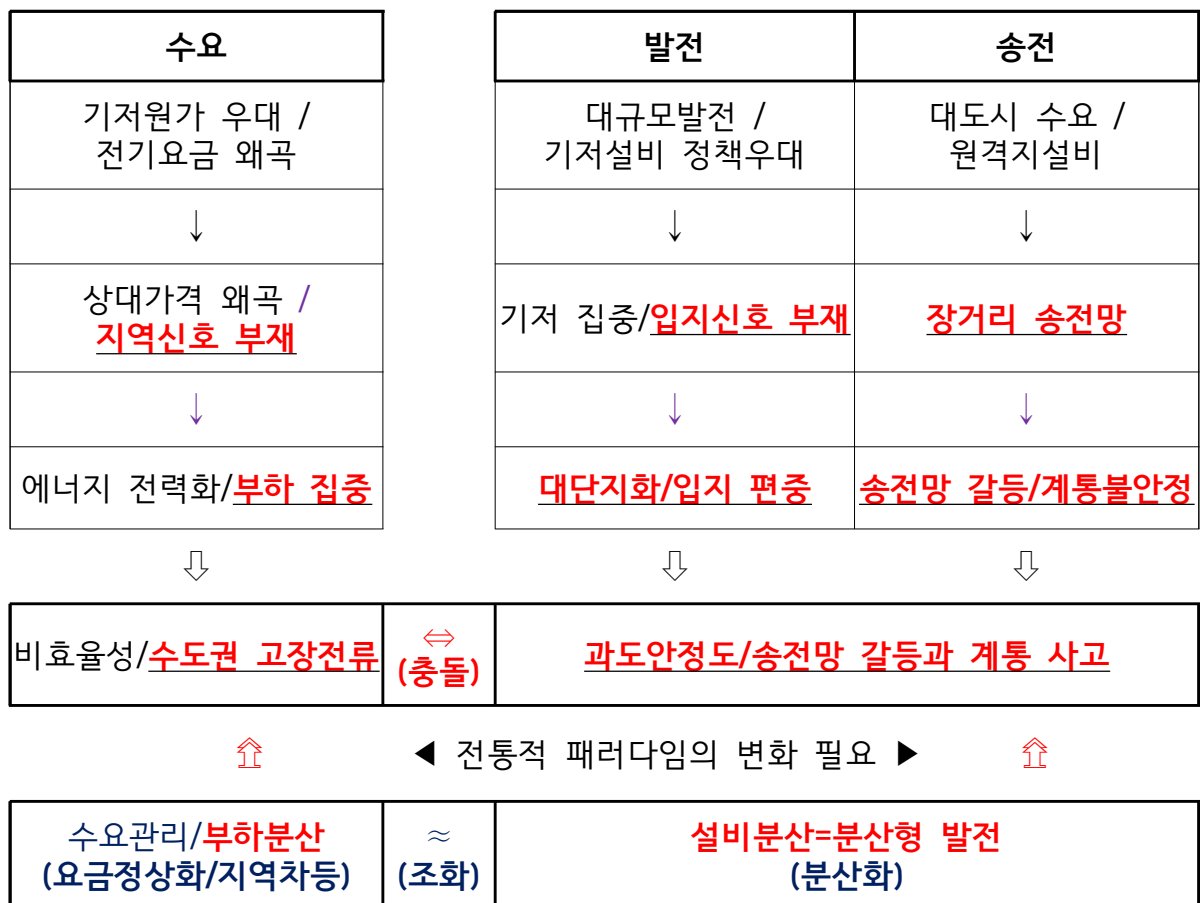 수요
발전
송전
기저원가 우대 /
전기요금 왜곡
대규모발전 /
기저설비 정책우대
대도시 수요 /
원격지설비
↓
↓
↓
상대가격 왜곡 /
지역신호 부재
기저 집중/입지신호 부재
장거리 송전망
↓
↓
↓
에너지 전력화/부하 집중
대단지화/입지 편중
송전망 갈등/계통불안정
⇩
⇩
⇩
비효율성/수도권 고장전류
⇔
(충돌)
과도안정도/송전망 갈등과 계통 사고
⇧
◀ 전통적 패러다임의 변화 필요 ▶
⇧
수요관리/부하분산
(요금정상화/지역차등)
≈
(조화)
설비분산=분산형 발전
(분산화)